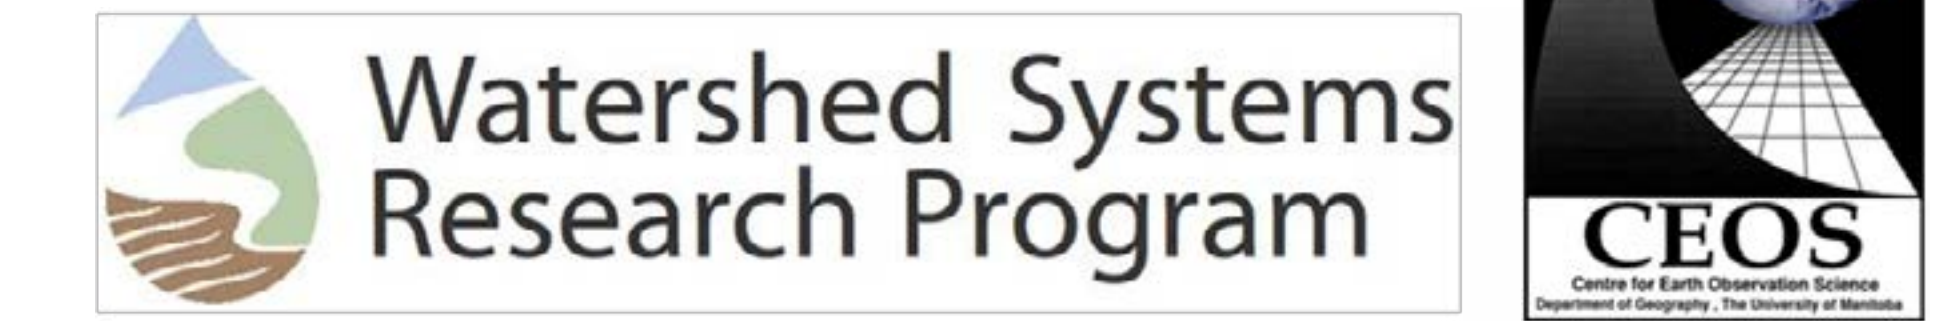 Watershed Systems
Research Program
CEOS
Centre for Earth Observation Science
Department of Geography , The University of Manitoba